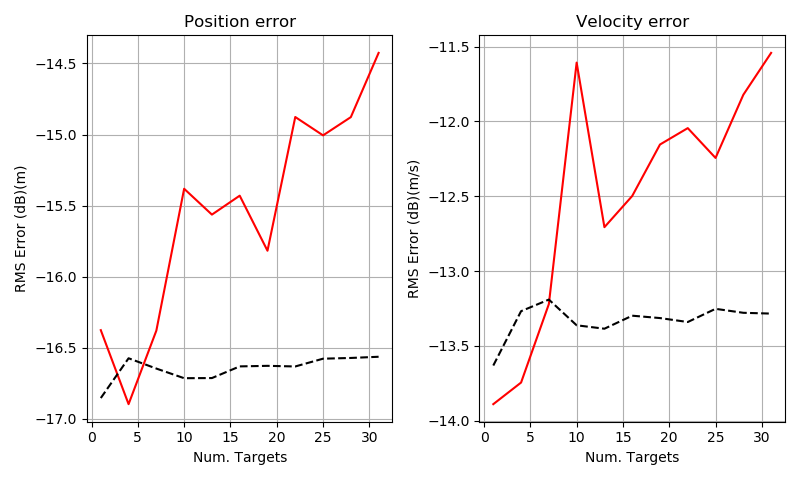 Position error
RMS Error (dB)(m)
−14.5
−15.0
−15.5
−16.0
−16.5
−17.0
0 5 10 15 20 25 30
Num. Targets
Velocity error
RMS Error (dB)(m/s)
−11.5
−12.0
−12.5
−13.0
−13.5
−14.0
0 5 10 15 20 25 30
Num. Targets